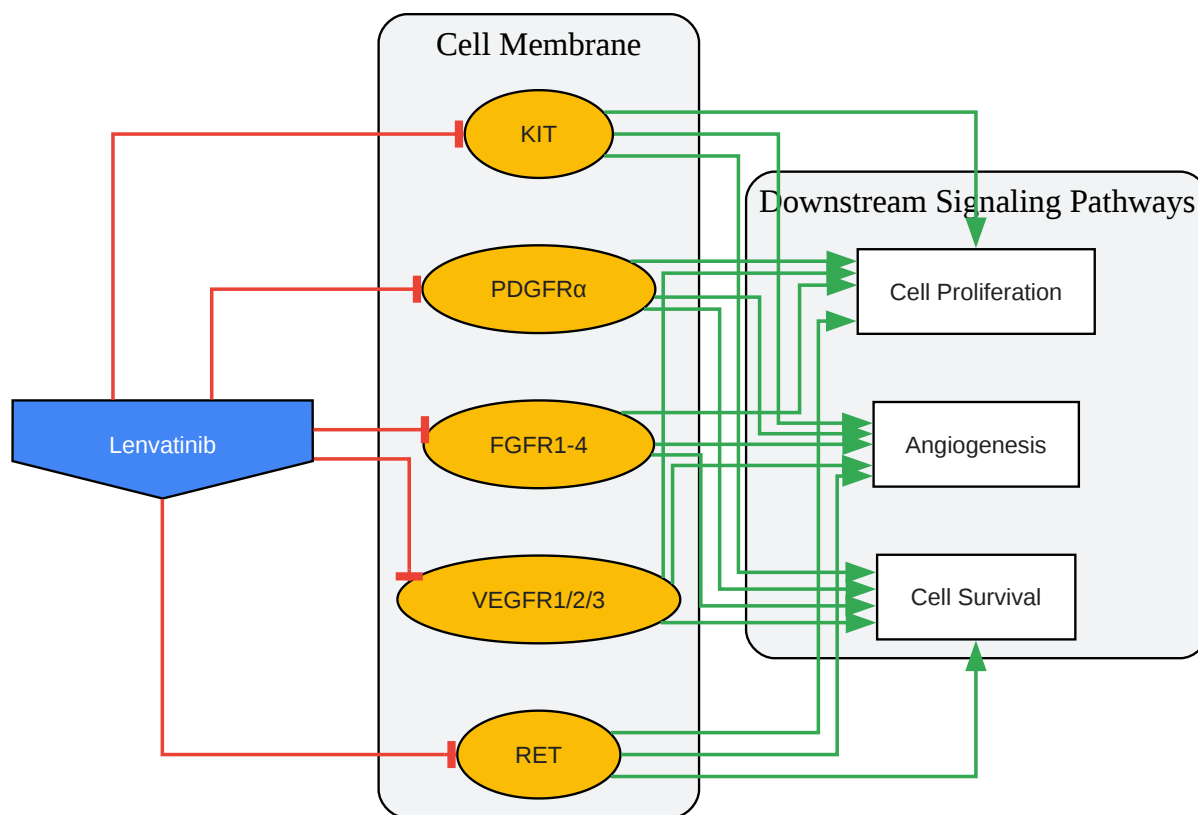 Cell Membrane
KIT
Downstream Signaling Pathways
PDGFRα
Cell Proliferation
Lenvatinib
FGFR1-4
Angiogenesis
VEGFR1/2/3
Cell Survival
RET